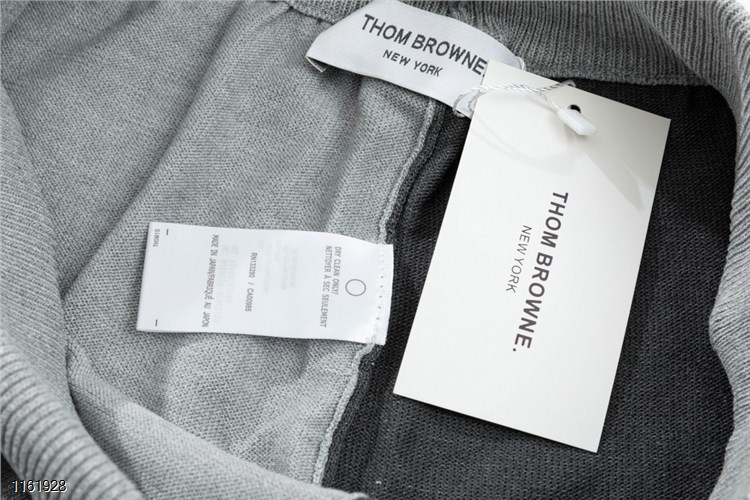 THOM BROWNE
NEW YORK
THOM BROWNE.
NEW YORK
DRY CLEAN ONLY/
NETTOYER À SEC SEULEMENT
MADE IN JAPAN/FABRIQUÉ AU JAPON
1161928